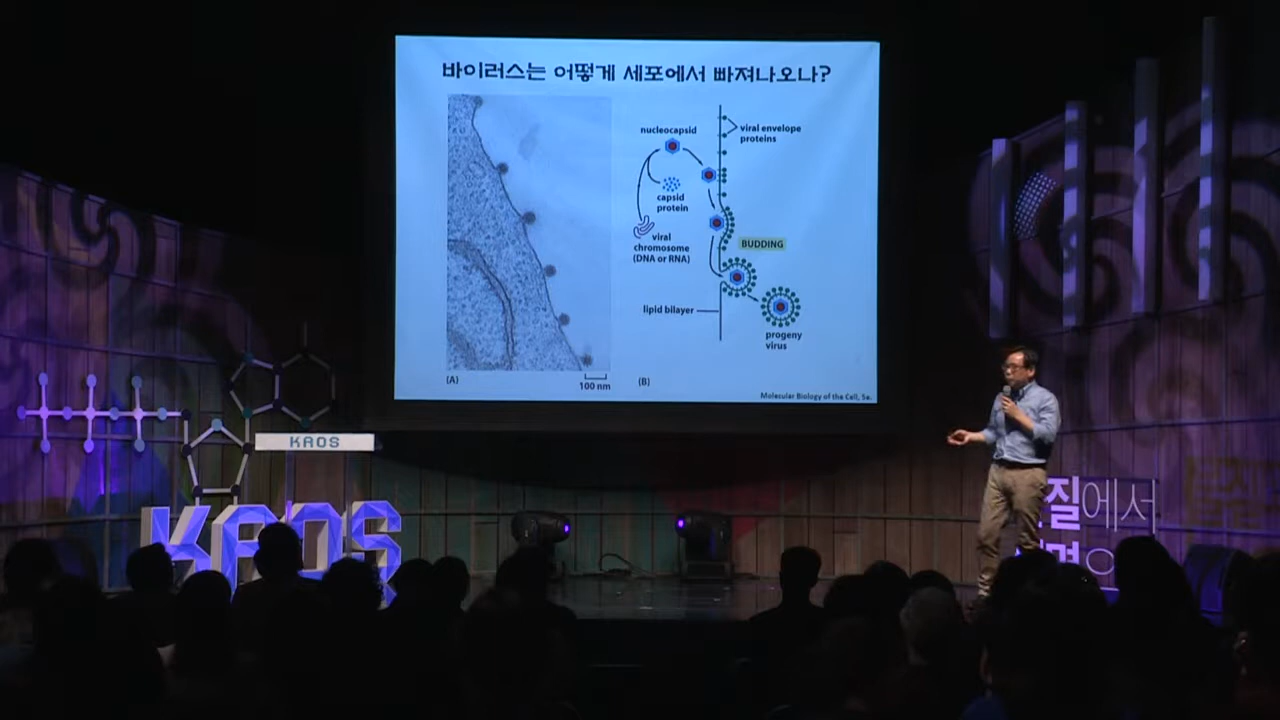 바이러스는 어떻게 세포에서 빠져나오나?
nucleocapsid
viral envelope
proteins
capsid
protein
viral
chromosome
(DNA or RNA)
BUDDING
lipid bilayer
progeny
virus
(A)
100 nm
(B)
Molecular Biology of the Cell, 5e.
KAOS
KAOS
질에서